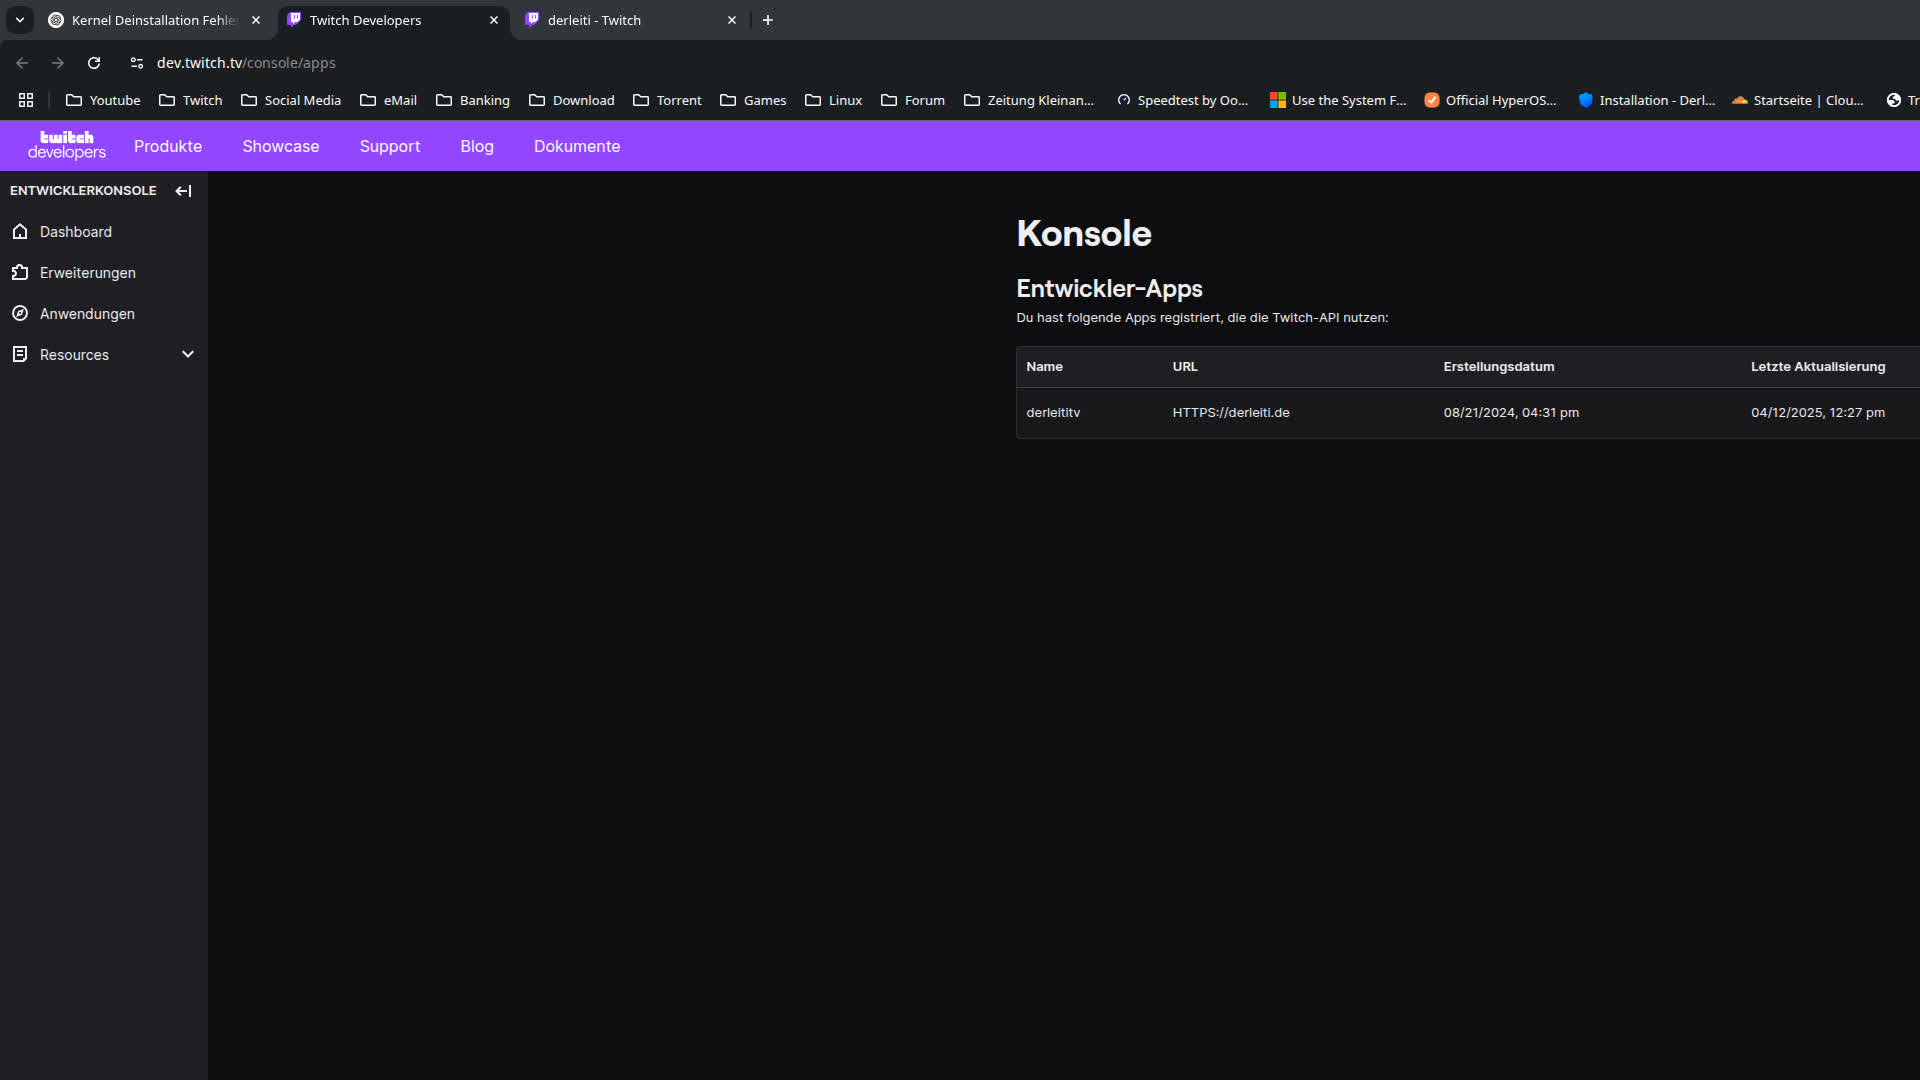 Kernel Deinstallation Fehle
Twitch Developers
derleiti - Twitch
dev.twitch.tv/console/apps
Youtube
Twitch
Social Media
eMail
Banking
Download
Torrent
Games
Linux
Forum
Zeitung Kleinan...
Speedtest by Oo...
Use the System F...
Official HyperOS...
Installation - Derl...
Startseite | Clou...
Tr
twitch
developers
Produkte
Showcase
Support
Blog
Dokumente
ENTWICKLERKONSOLE
Dashboard
Erweiterungen
Anwendungen
Resources
Konsole
Entwickler-Apps
Du hast folgende Apps registriert, die die Twitch-API nutzen:
Name URL Erstellungsdatum Letzte Aktualisierung
derleititv HTTPS://derleiti.de 08/21/2024, 04:31 pm 04/12/2025, 12:27 pm